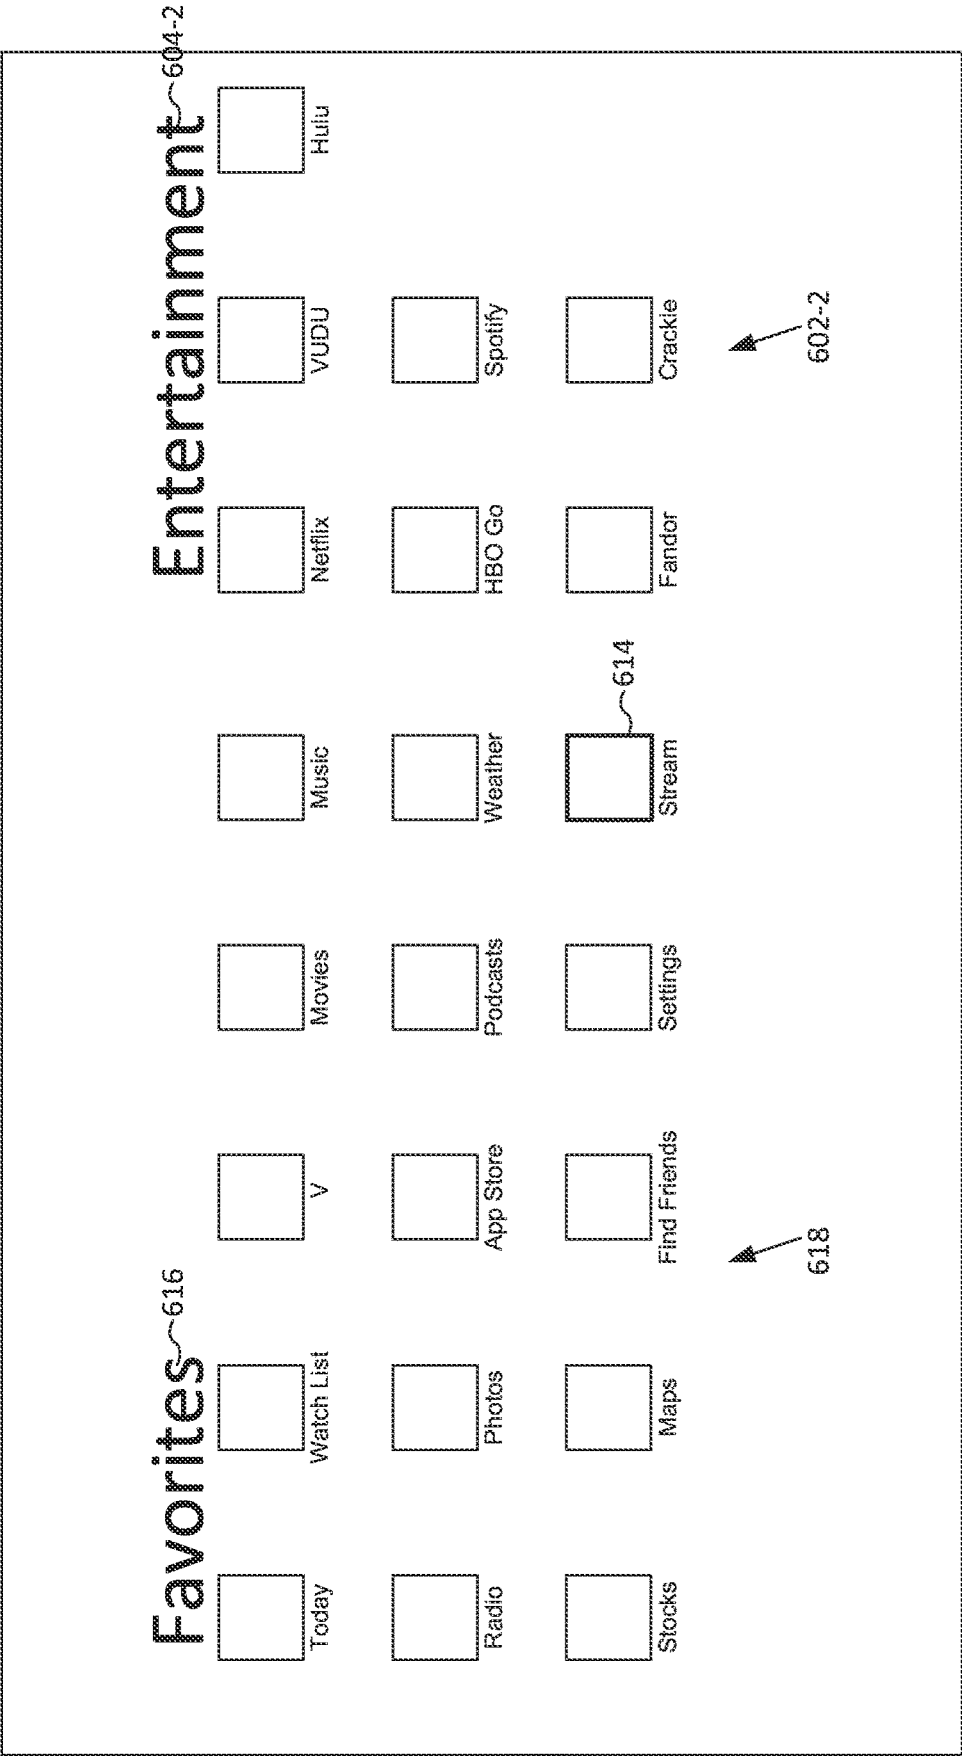 Favorites 616 Entertainment 604-2
Today Watch List V Movies Music Netflix VUDU Hulu
Radio Photos App Store Podcasts Weather HBO Go Spotify
614
Stocks Maps Find Friends Settings Stream Fandor Crackie
618 602-2